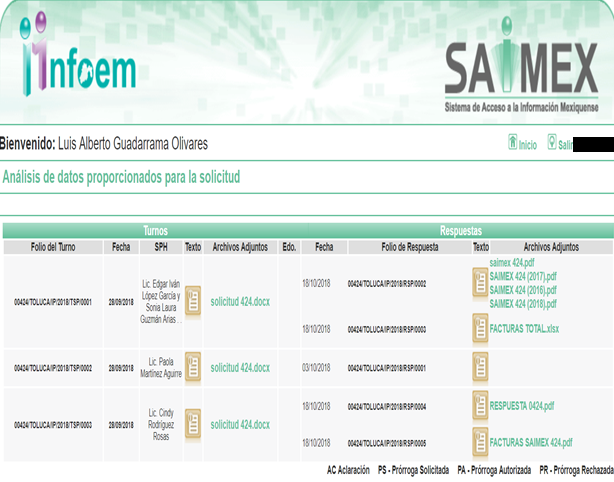 infoem
SAIMEX
Sistema de Acceso a la Información Mexiquense
Bienvenido: Luis Alberto Guadarrama Olivares
Inicio Salir
Análisis de datos proporcionados para la solicitud
Turnos Respuestas
Folio del Turno Fecha SPH Texto Archivos Adjuntos Edo. Fecha Folio de Respuesta Texto Archivos Adjuntos
00424/TOLUCA/IP/2018/TSP/0001 28/09/2018
Lic. Edgar Iván
López García y
Sonia Laura
Guzmán Arias . .
solicitud 424.docx
18/10/2018 00424/TOLUCA/IP/2018/RSP/0002
saimex 424.pdf
SAIMEX 424 (2017).pdf
SAIMEX 424 (2016).pdf
SAIMEX 424 (2018).pdf
18/10/2018 00424/TOLUCA/IP/2018/RSP/0003 FACTURAS TOTAL.xlsx
00424/TOLUCA/IP/2018/TSP/0002 28/09/2018
Lic. Paola
Martínez Aguirre
solicitud 424.docx
03/10/2018 00424/TOLUCA/IP/2018/RSP/0001
00424/TOLUCA/IP/2018/TSP/0003 28/09/2018
Lic. Cindy
Rodríguez
Rosas
solicitud 424.docx
18/10/2018 00424/TOLUCA/IP/2018/RSP/0004 RESPUESTA 0424.pdf
18/10/2018 00424/TOLUCA/IP/2018/RSP/0005 FACTURAS SAIMEX 424.pdf
AC Aclaración PS - Prórroga Solicitada PA - Prórroga Autorizada PR - Prórroga Rechazada